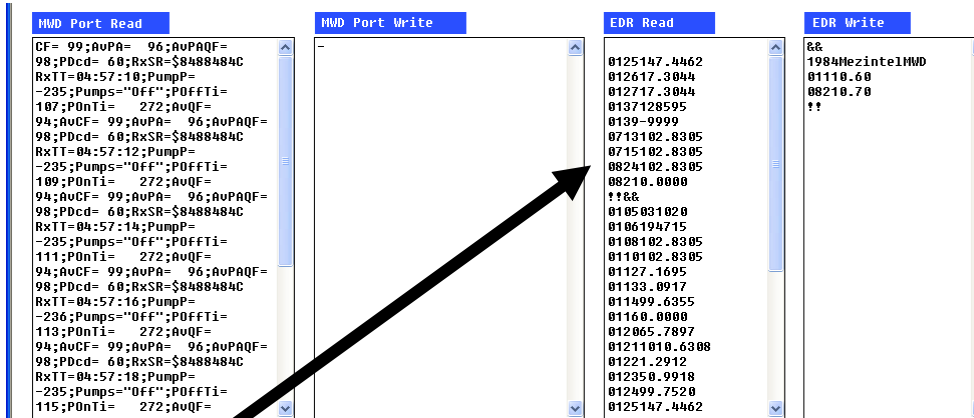 MWD Port Read
CF= 99;AvPA=  96;AvPAQF=
98;PDcd= 60;RxSR=$8488484C
RxTT=04:57:10;PumpP=
-235;Pumps="Off";POffTi=
107;POnTi=   272;AvQF=
94;AvCF= 99;AvPA=  96;AvPAQF=
98;PDcd= 60;RxSR=$8488484C
RxTT=04:57:12;PumpP=
-235;Pumps="Off";POffTi=
109;POnTi=   272;AvQF=
94;AvCF= 99;AvPA=  96;AvPAQF=
98;PDcd= 60;RxSR=$8488484C
RxTT=04:57:14;PumpP=
-235;Pumps="Off";POffTi=
111;POnTi=   272;AvQF=
94;AvCF= 99;AvPA=  96;AvPAQF=
98;PDcd= 60;RxSR=$8488484C
RxTT=04:57:16;PumpP=
-236;Pumps="Off";POffTi=
113;POnTi=   272;AvQF=
94;AvCF= 99;AvPA=  96;AvPAQF=
98;PDcd= 60;RxSR=$8488484C
RxTT=04:57:18;PumpP=
-235;Pumps="Off";POffTi=
115;POnTi=   272;AvQF=
MWD Port Write
-
EDR Read
0125147.4462
012617.3044
012717.3044
0137128595
0139-9999
0713102.8305
0715102.8305
0824102.8305
08210.0000
!!&&
0105031020
0106194715
0108102.8305
0110102.8305
01127.1695
01133.0917
011499.6355
01160.0000
012065.7897
01211010.6308
01221.2912
012350.9918
012499.7520
0125147.4462
EDR Write
&&
1984MezintelMWD
01110.60
08210.70
!!